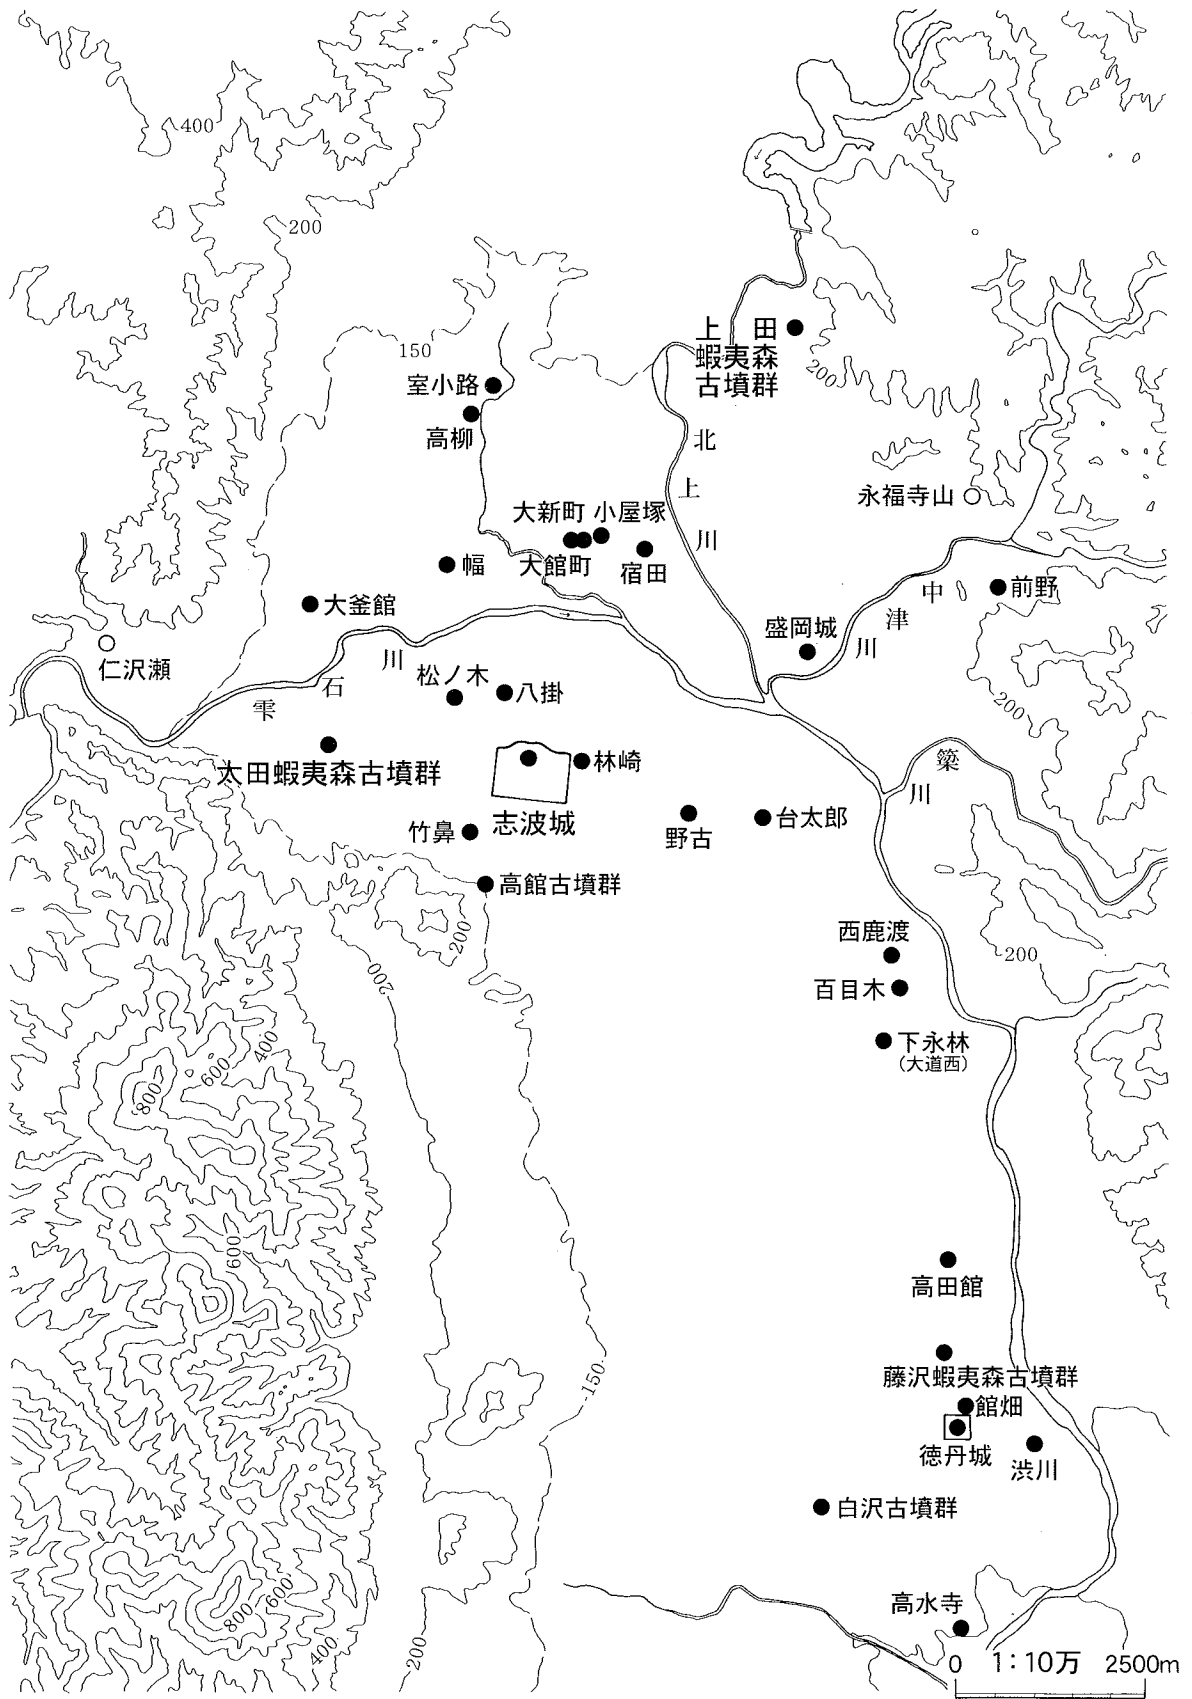 400
200
150
上田
蝦夷森
古墳群
200
室小路
高柳
北上川
永福寺山
大新町
小屋塚
大館町
宿田
幅
大釜館
中津川
前野
盛岡城
仁沢瀬
雫石川
松ノ木
八掛
200
太田蝦夷森古墳群
林崎
簗川
志波城
竹鼻
野古
台太郎
高館古墳群
200
200
西鹿渡
200
百目木
400
600
800
下永林
(大道西)
600
高田館
150
藤沢蝦夷森古墳群
館畑
徳丹城
渋川
白沢古墳群
800
600
400
200
高水寺
0 1:10万 2500m